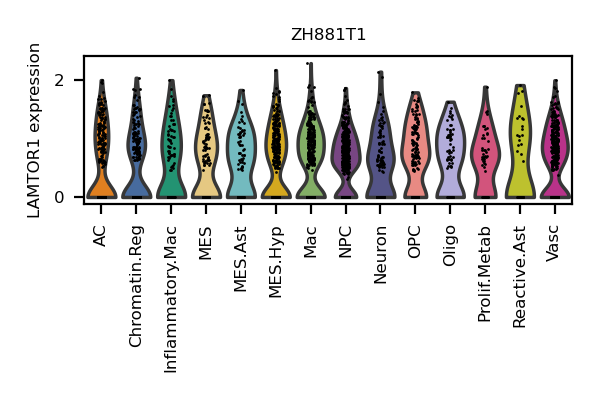 ZH881T1
LAMTOR1 expression
2
0
AC
Chromatin.Reg
Inflammatory.Mac
MES
MES.Ast
MES.Hyp
Mac
NPC
Neuron
OPC
Oligo
Prolif.Metab
Reactive.Ast
Vasc